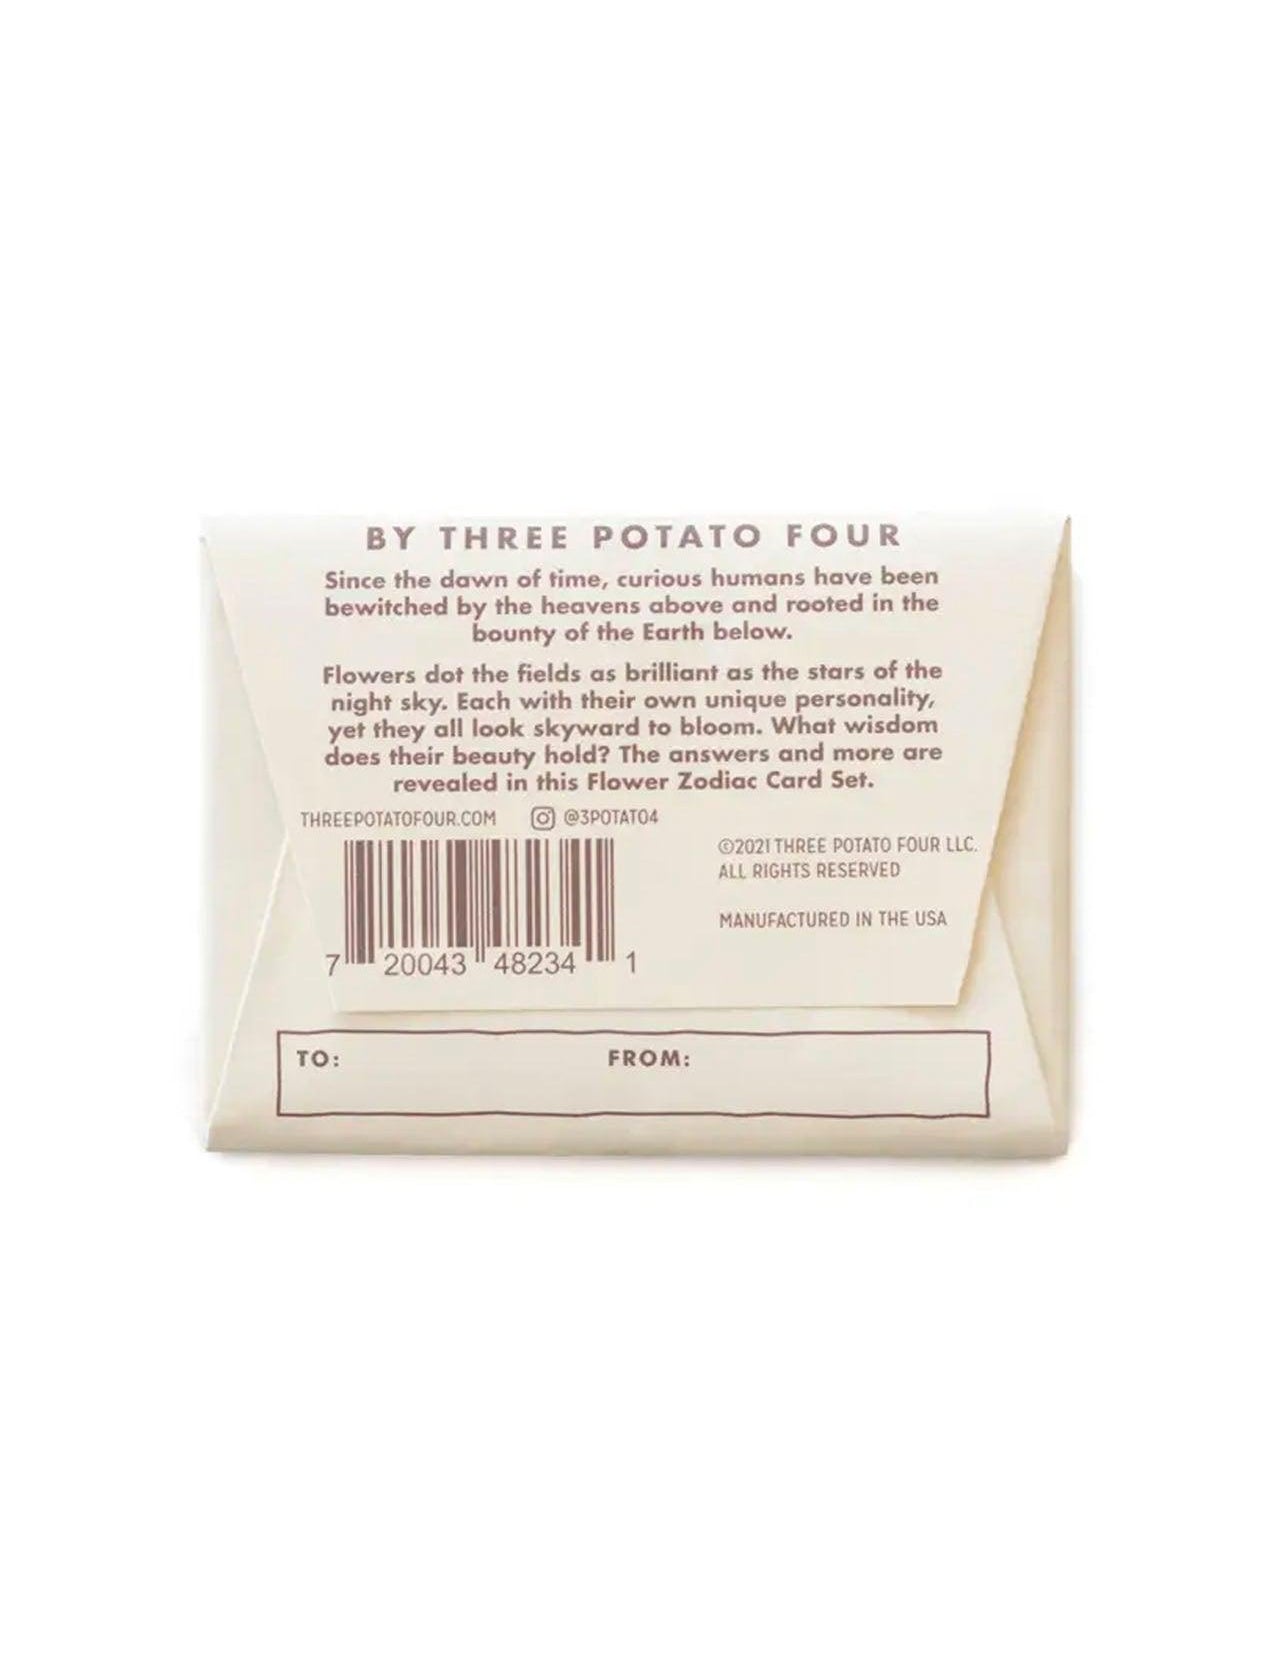 BY THREE POTATO FOUR
Since the dawn of time, curious humans have been
bewitched by the heavens above and rooted in the
bounty of the Earth below.
Flowers dot the fields as brilliant as the stars of the
night sky. Each with their own unique personality,
yet they all look skyward to bloom. What wisdom
does their beauty hold? The answers and more are
revealed in this Flower Zodiac Card Set.
THREEPOTATOFOUR.COM @3POTATO4
©2021 THREE POTATO FOUR LLC.
ALL RIGHTS RESERVED
MANUFACTURED IN THE USA
7 20043 48234 1
TO: FROM: